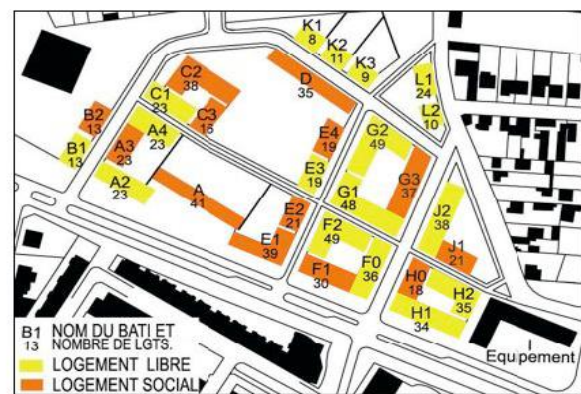 K1
8
K2
11
K3
9
C2
38
D
35
L1
24
L2
10
C1
23
C3
16
B2
13
B1
13
A4
23
A3
23
A2
23
E4
19
E3
19
G2
49
G3
37
G1
48
A
41
E2
21
E1
39
F2
49
F0
36
F1
30
J2
38
J1
21
H0
18
H2
35
H1
34
Equipement
B1 NOM DU BATI ET
13 NOMBRE DE LGTS.
LOGEMENT LIBRE
LOGEMENT SOCIAL